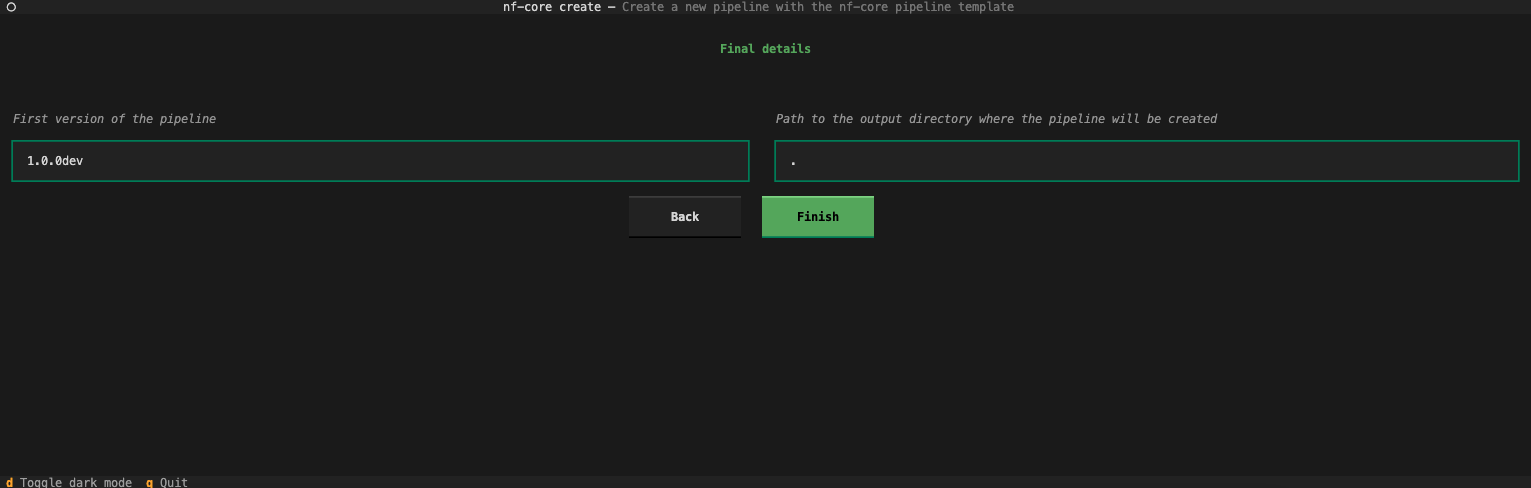 nf-core create — Create a new pipeline with the nf-core pipeline template
Final details
First version of the pipeline
Path to the output directory where the pipeline will be created
1.0.0dev
.
Back
Finish
d Toggle dark mode q Quit